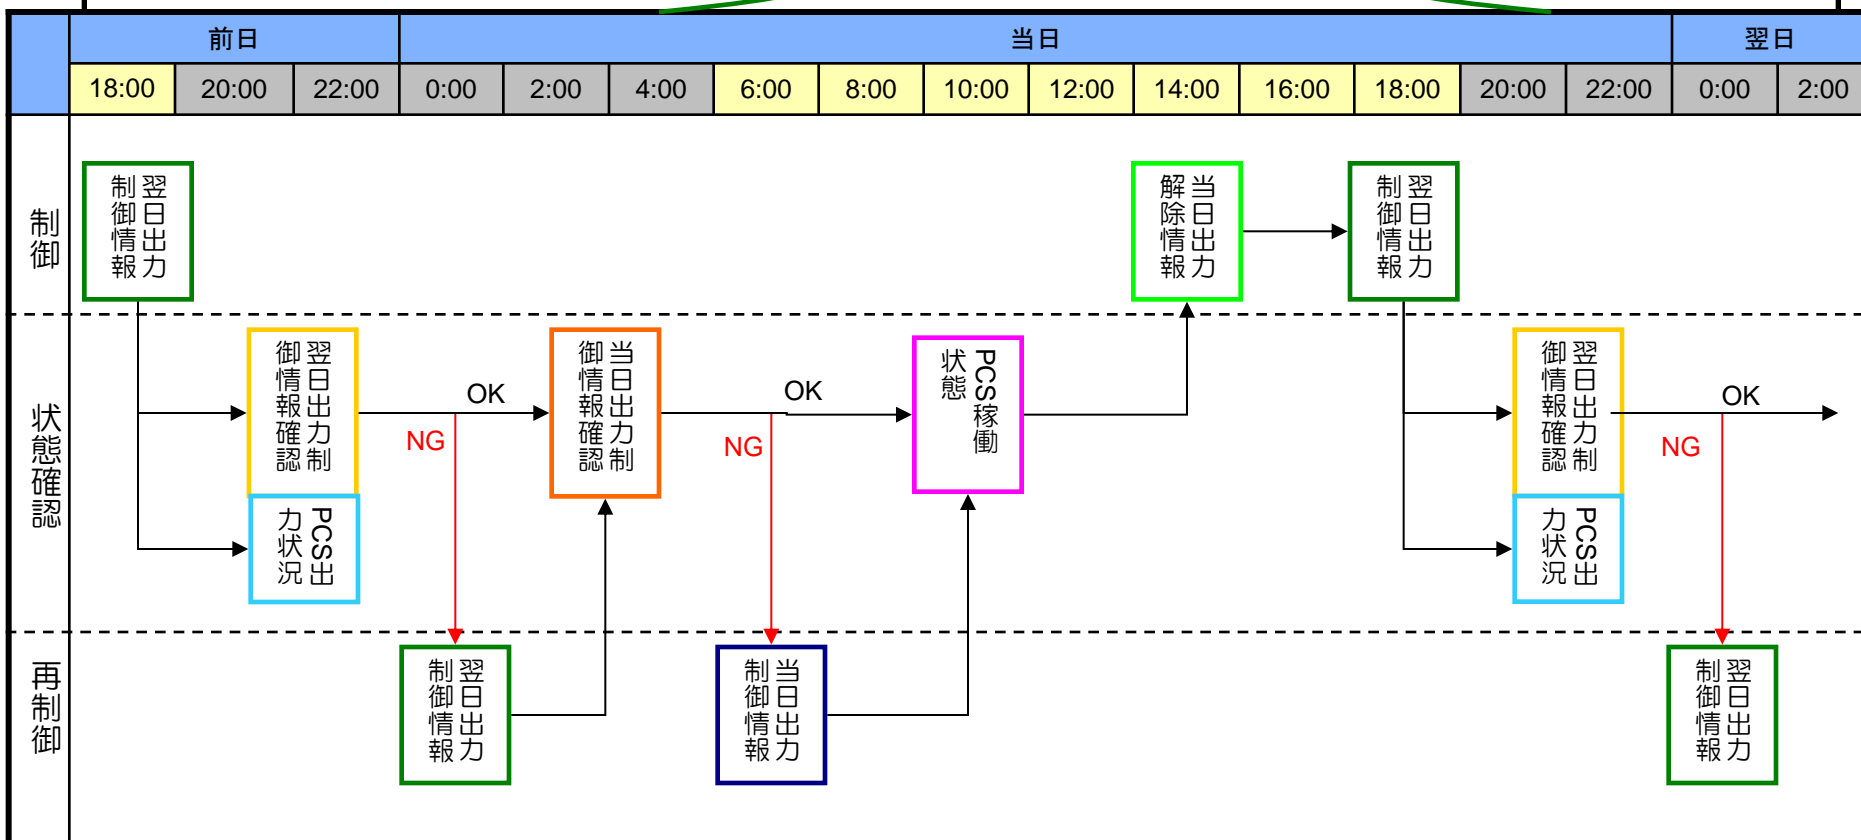 前日
当日
翌日
18:00
20:00
22:00
0:00
2:00
4:00
6:00
8:00
10:00
12:00
14:00
16:00
18:00
20:00
22:00
0:00
2:00
制御
翌日出力
制御情報
当日出力
解除情報
翌日出力
制御情報
状態確認
翌日出力制
御情報確認
OK
NG
当日出力制
御情報確認
OK
NG
PCS稼働
状態
翌日出力制
御情報確認
OK
NG
PCS出
力状況
PCS出
力状況
再制御
翌日出力
制御情報
当日出力
制御情報
翌日出力
制御情報